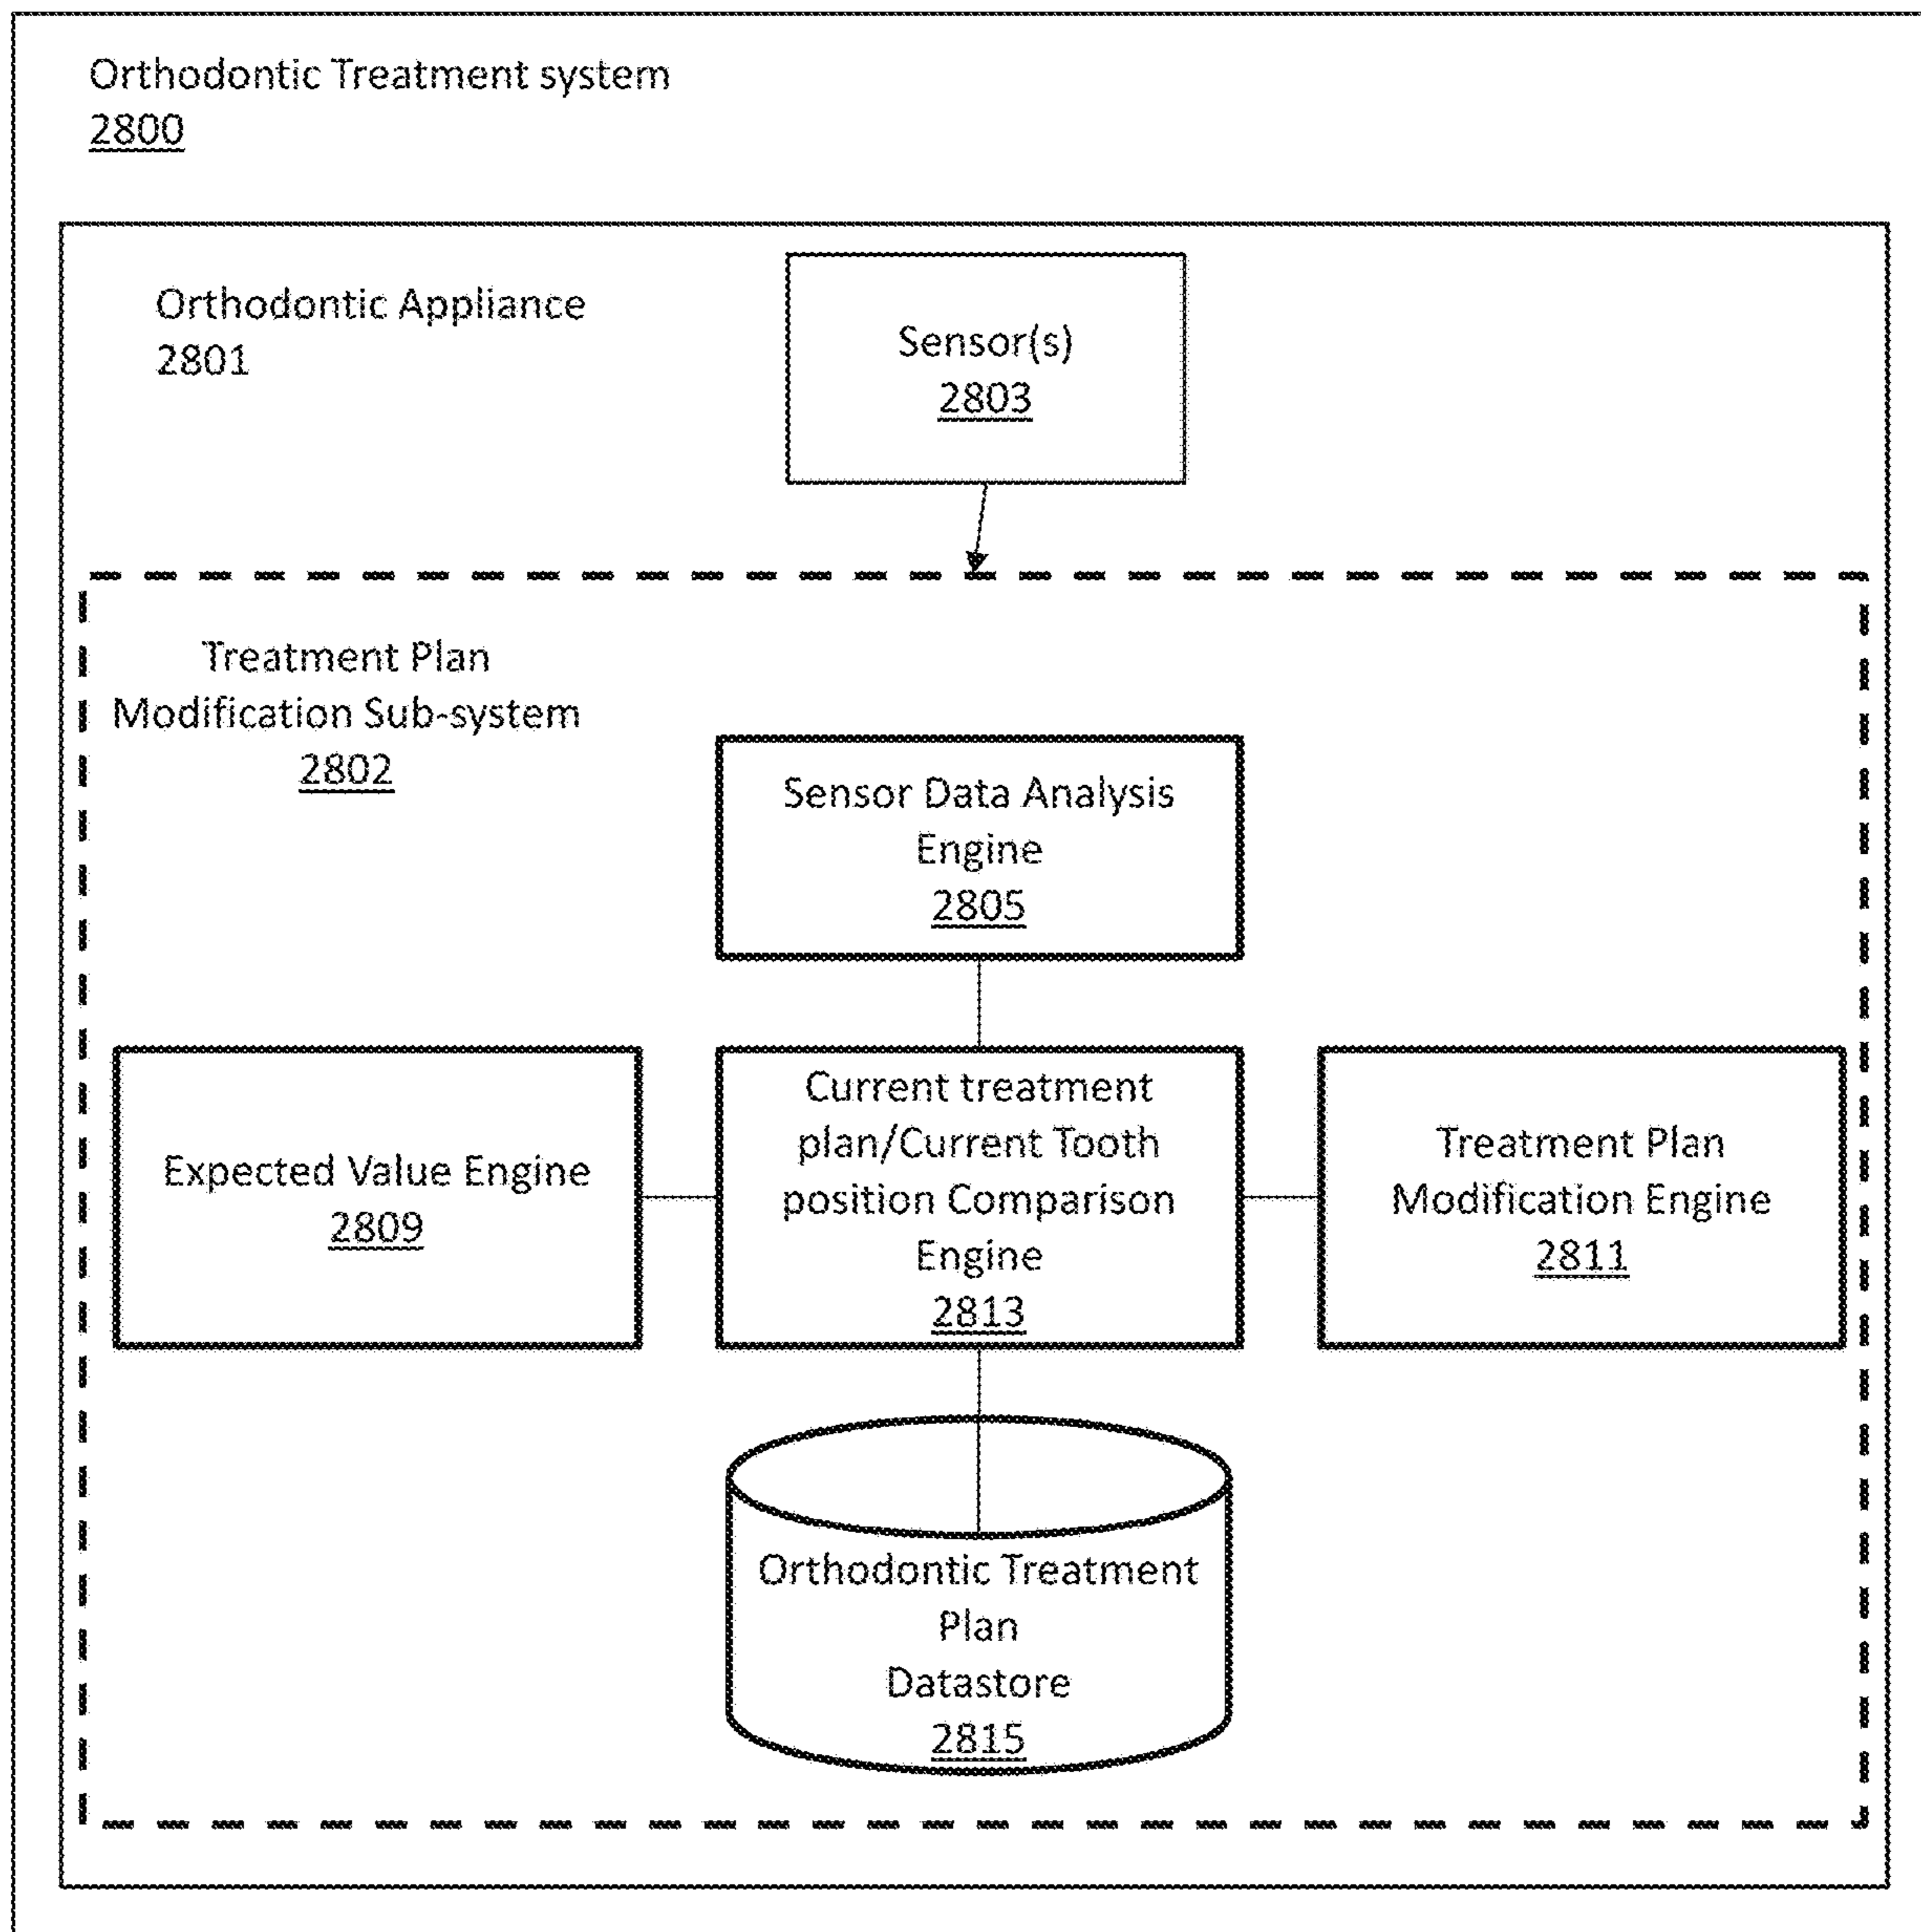 Orthodontic Treatment system
2800
Orthodontic Appliance
2801
Sensor(s)
2803
Treatment Plan
Modification Sub-system
2802
Sensor Data Analysis
Engine
2805
Expected Value Engine
2809
Current treatment
plan/Current Tooth
position Comparison
Engine
2813
Treatment Plan
Modification Engine
2811
Orthodontic Treatment
Plan
Datastore
2815